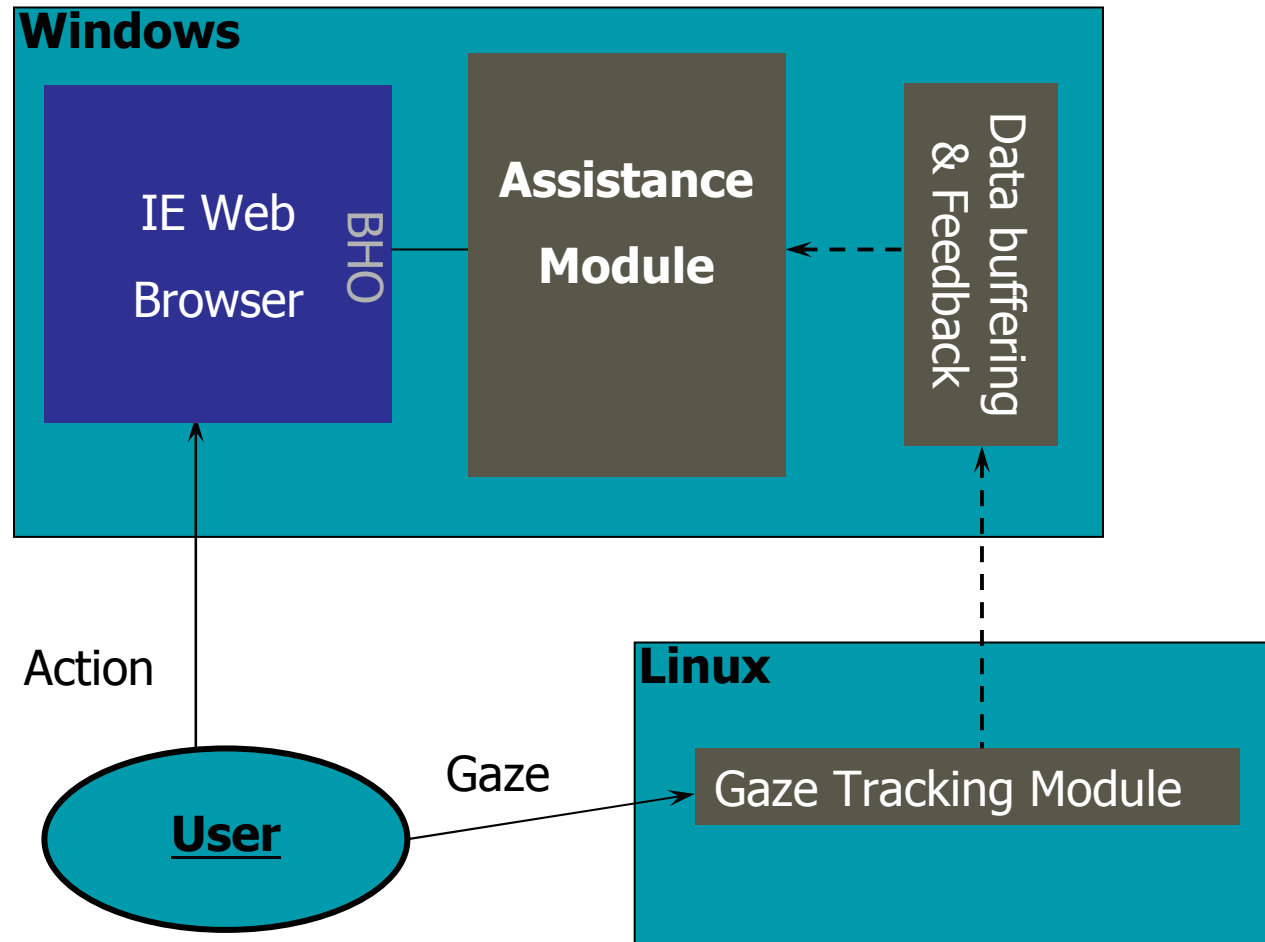 Windows
IE Web
Browser
BHO
Assistance
Module
Data buffering
& Feedback
Action
Linux
Gaze
Gaze Tracking Module
User